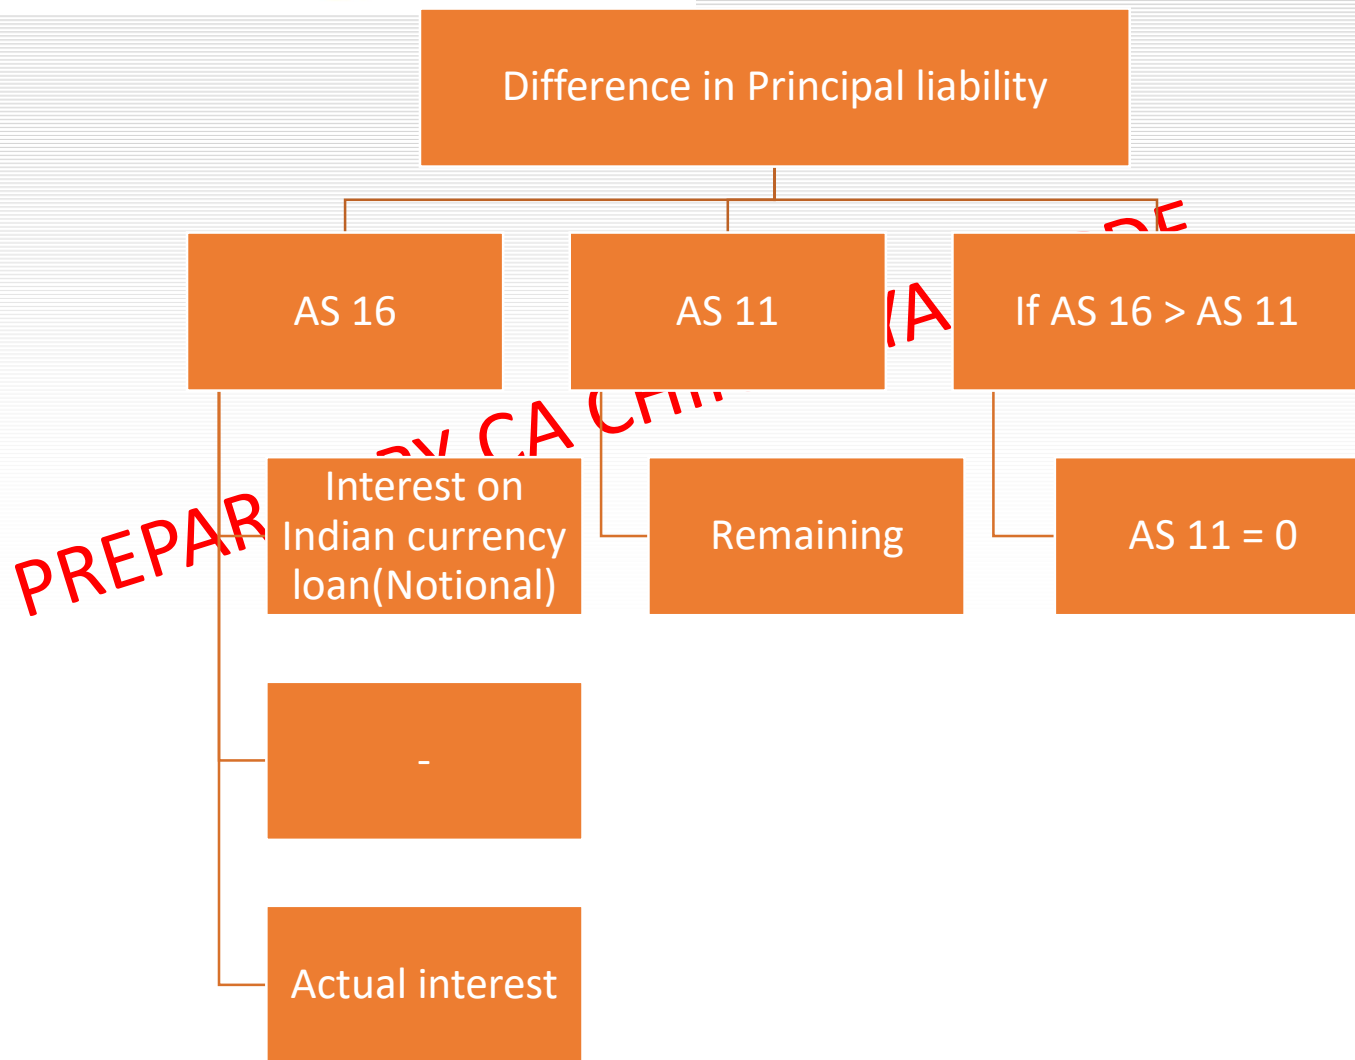 Difference in Principal liability
AS 16
AS 11
If AS 16 > AS 11
Interest on
Indian currency
loan(Notional)
Remaining
AS 11 = 0
-
Actual interest
CA